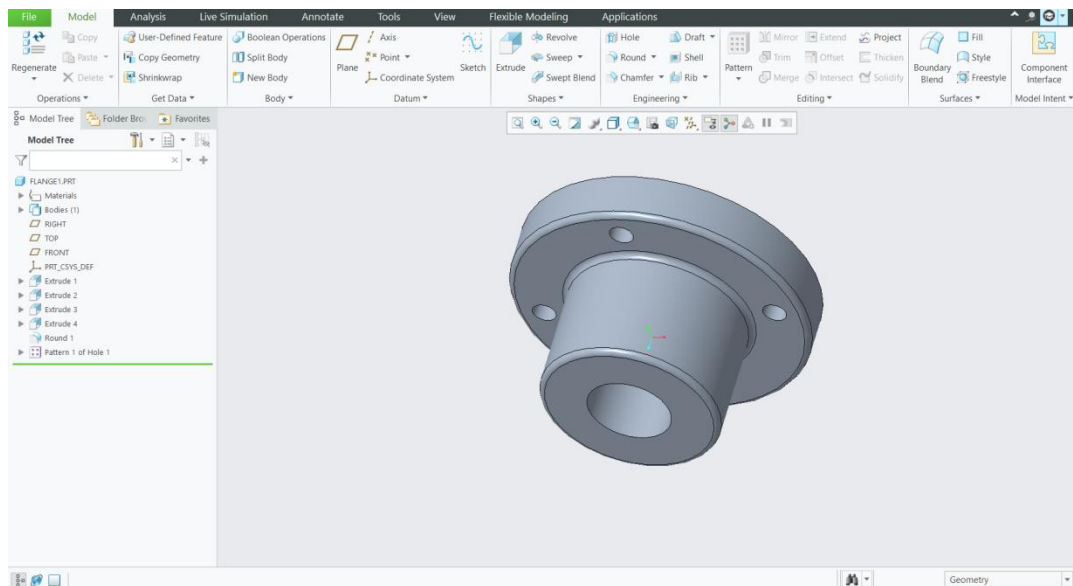 File Model Analysis Live Simulation Annotate Tools View Flexible Modeling Applications
Copy User-Defined Feature Boolean Operations Axis Revolve Hole Draft Mirror Extend Project Fill
Regenerate Paste Copy Geometry Split Body Plane Point Sketch Extrude Sweep Round Shell Pattern Trim Offset Thicken Boundary Blend Style Component Interface
Delete Shrinkwrap New Body Coordinate System Swept Blend Chamfer Rib Merge Intersect Solidify Freestyle
Operations Get Data Body Datum Shapes Engineering Editing Surfaces Model Intent
Model Tree Folder Bro Favorites
Model Tree
FLANGE1.PRT
Materials
Bodies (1)
RIGHT
TOP
FRONT
PRT_CSYS_DEF
Extrude 1
Extrude 2
Extrude 3
Extrude 4
Round 1
Pattern 1 of Hole 1
Geometry